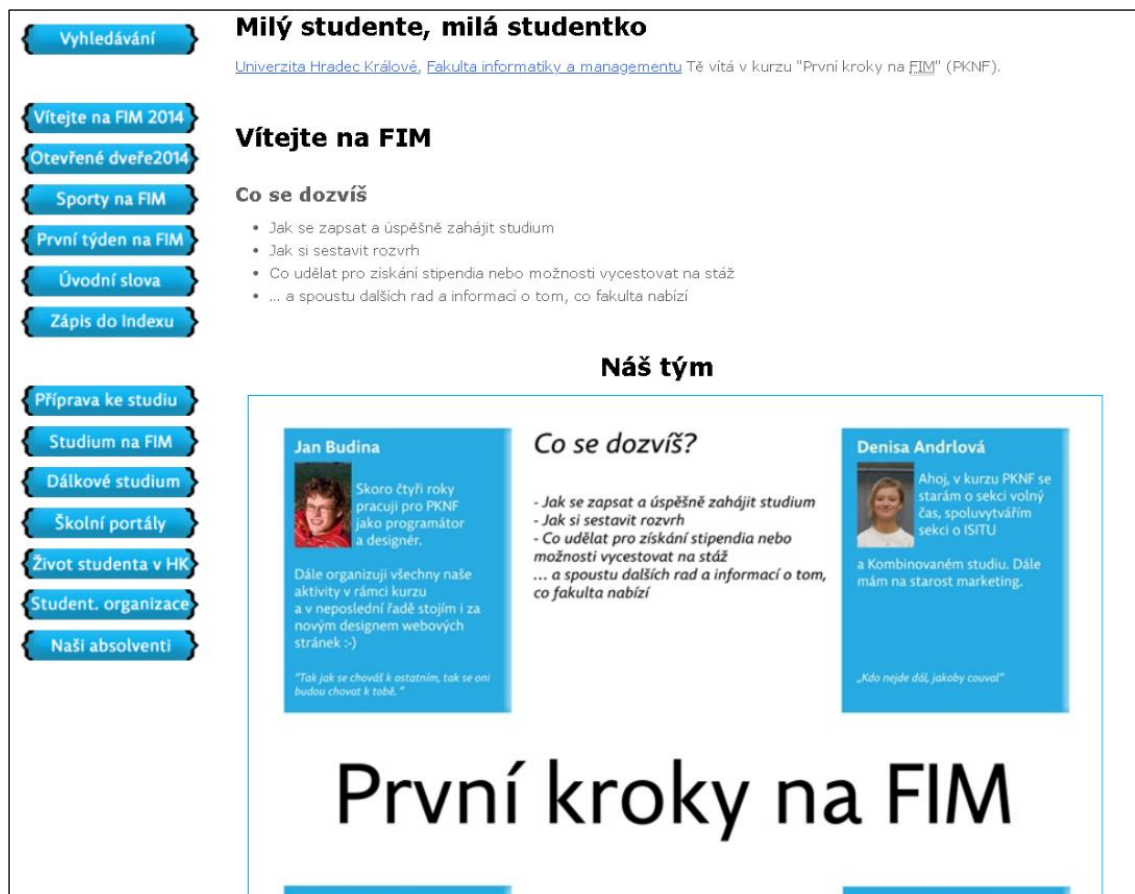 Vyhledávání
Vítejte na FIM 2014
Otevřené dveře2014
Sporty na FIM
První týden na FIM
Úvodní slova
Zápis do Indexu
Příprava ke studiu
Studium na FIM
Dálkové studium
Školní portály
Život studenta v HK
Student. organizace
Naši absolventi
Milý studente, milá studentko
Univerzita Hradec Králové, Fakulta informatiky a managementu Tě vítá v kurzu "První kroky na FIM" (PKNF).
Vítejte na FIM
Co se dozvíš
• Jak se zapsat a úspěšně zahájit studium
• Jak si sestavit rozvrh
• Co udělat pro získání stipendia nebo možnosti vycestovat na stáž
• ... a spoustu dalších rad a informací o tom, co fakulta nabízí
Náš tým
Jan Budina
Skoro čtyři roky
pracuji pro PKNF
jako programátor
a designér.
Dále organizuji všechny naše
aktivity v rámci kurzu
a v neposlední řadě stojím i za
novým designem webových
stránek :-)
"Tak jak se chováš k ostatním, tak se oni
budou chovat k tobě. "
Co se dozvíš?
- Jak se zapsat a úspěšně zahájit studium
- Jak si sestavit rozvrh
- Co udělat pro získání stipendia nebo
možnosti vycestovat na stáž
... a spoustu dalších rad a informací o tom,
co fakulta nabízí
Denisa Andrlová
Ahoj, v kurzu PKNF se
starám o sekci volný
čas, spoluvytvářím
sekci o ISITU
a Kombinovaném studiu. Dále
mám na starost marketing.
„Kdo nejde dál, jakoby couval"
První kroky na FIM